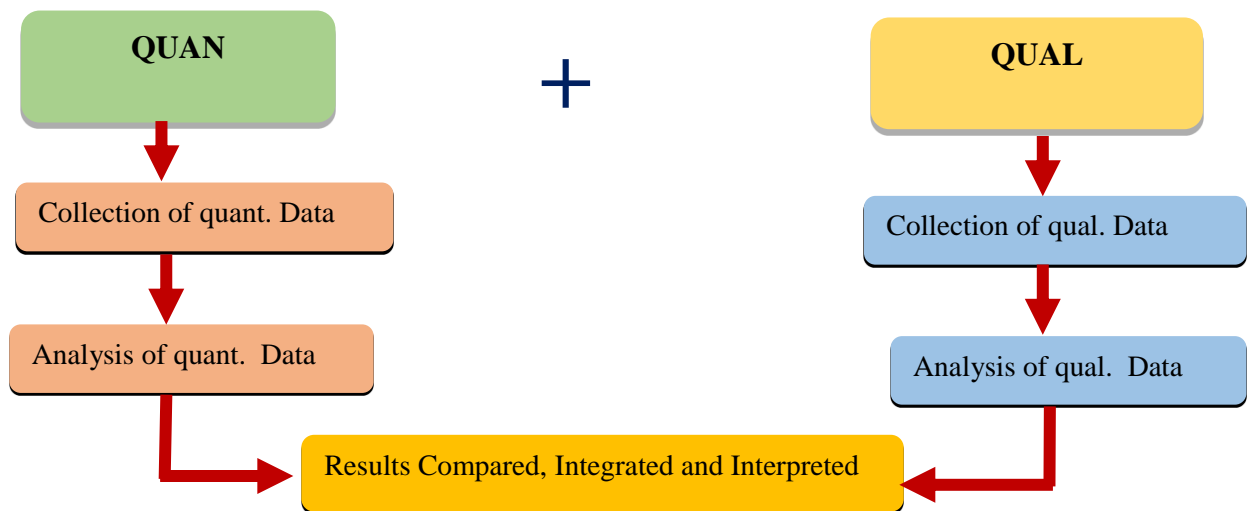 QUAN
+
QUAL
Collection of quant. Data
Collection of qual. Data
Analysis of quant.  Data
Analysis of qual.  Data
Results Compared, Integrated and Interpreted